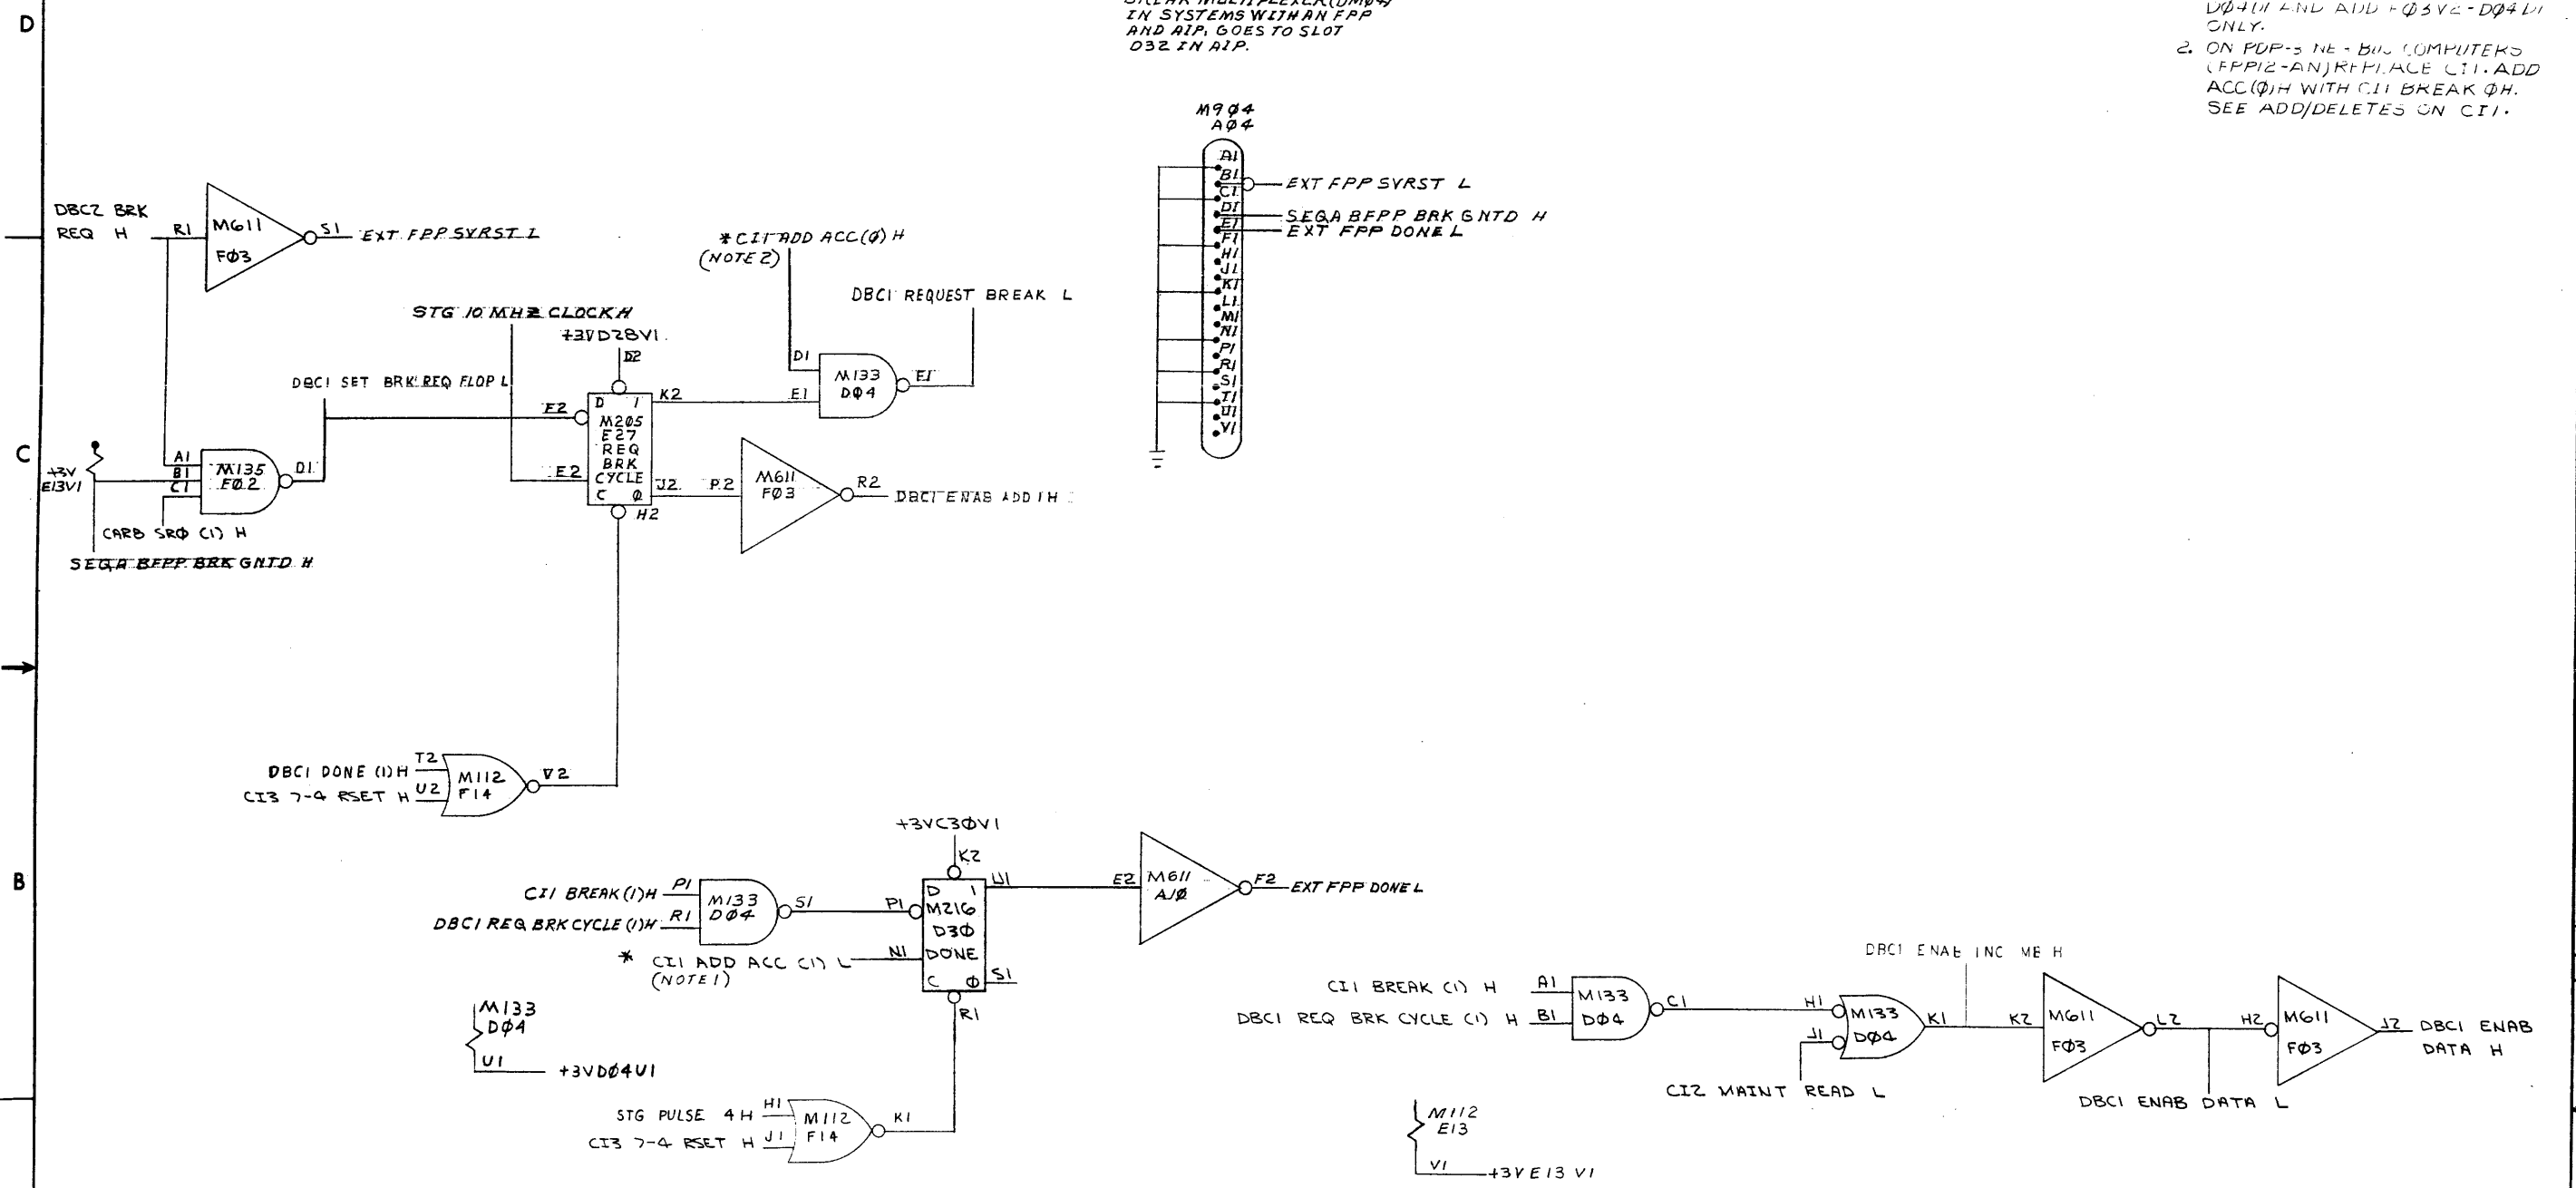 D
IN SYSTEMS WITH AN FPP
AND AIP, GOES TO SLOT
D32 IN AIP.
ONLY.
2. ON PDP-
COMPUTERS
(FPP12-AN) REPLACE CI1. ADD
ACC(Ø)H WITH CI1 BREAK ØH.
SEE ADD/DELETES ON CI1.
M9Ø4
AØ4
A1
B1
C1
D1
E1
F1
H1
J1
K1
L1
M1
N1
P1
R1
S1
T1
U1
V1
EXT FPP SVRST L
SEQA BFPP BRK GNTD H
EXT FPP DONE L
DBC2 BRK
REQ H
R1
M611
FØ3
S1
EXT FPP SVRST L
* CI1 ADD ACC(Ø) H
(NOTE 2)
DBC1 REQUEST BREAK L
STG 10 MHZ CLOCK H
+3VD28V1
D2
DBC1 SET BRK REQ FLOP L
F2
D 1
M205
E27
REQ
BRK
CYCLE
C Ø
K2
E2
J2
H2
D1
E1
M133
DØ4
E1
P2
M611
FØ3
R2
DBC1 ENAB ADD 1 H
C
+3V
E13V1
A1
B1
C1
M135
FØ2
D1
CARB SRØ (1) H
SEQA BFPP BRK GNTD H
DBC1 DONE (1) H
CI3 7-4 RSET H
T2
U2
M112
F14
V2
B
+3VC3ØV1
K2
CI1 BREAK (1) H
DBC1 REQ BRK CYCLE (1) H
P1
R1
M133
DØ4
S1
P1
D 1
M216
D3Ø
DONE
C Ø
U1
E2
M611
A1Ø
F2
EXT FPP DONE L
* CI1 ADD ACC (1) L
(NOTE 1)
N1
S1
R1
M133
DØ4
U1
+3VDØ4U1
STG PULSE 4 H
CI3 7-4 RSET H
H1
J1
M112
F14
K1
CI1 BREAK (1) H
DBC1 REQ BRK CYCLE (1) H
A1
B1
M133
DØ4
C1
H1
J1
M133
DØ4
K1
CI2 MAINT READ L
DBC1 ENAB INC MB H
K2
M611
FØ3
L2
DBC1 ENAB DATA L
H2
M611
FØ3
J2
DBC1 ENAB
DATA H
M112
E13
V1
+3VE13V1